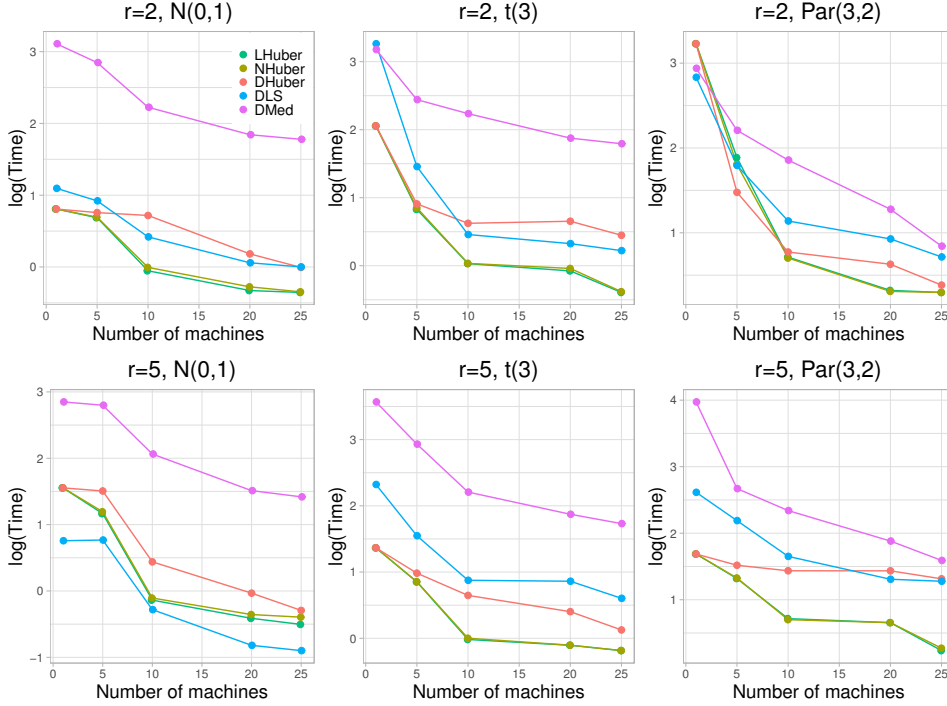 r=2, N(0,1)
r=2, t(3)
r=2, Par(3,2)
log(Time)
3
2
1
0
LHuber
NHuber
DHuber
DLS
DMed
0 5 10 15 20 25
Number of machines
log(Time)
3
2
1
0
0 5 10 15 20 25
Number of machines
log(Time)
3
2
1
0 5 10 15 20 25
Number of machines
r=5, N(0,1)
r=5, t(3)
r=5, Par(3,2)
log(Time)
3
2
1
0
−1
0 5 10 15 20 25
Number of machines
log(Time)
3
2
1
0
0 5 10 15 20 25
Number of machines
log(Time)
4
3
2
1
0 5 10 15 20 25
Number of machines